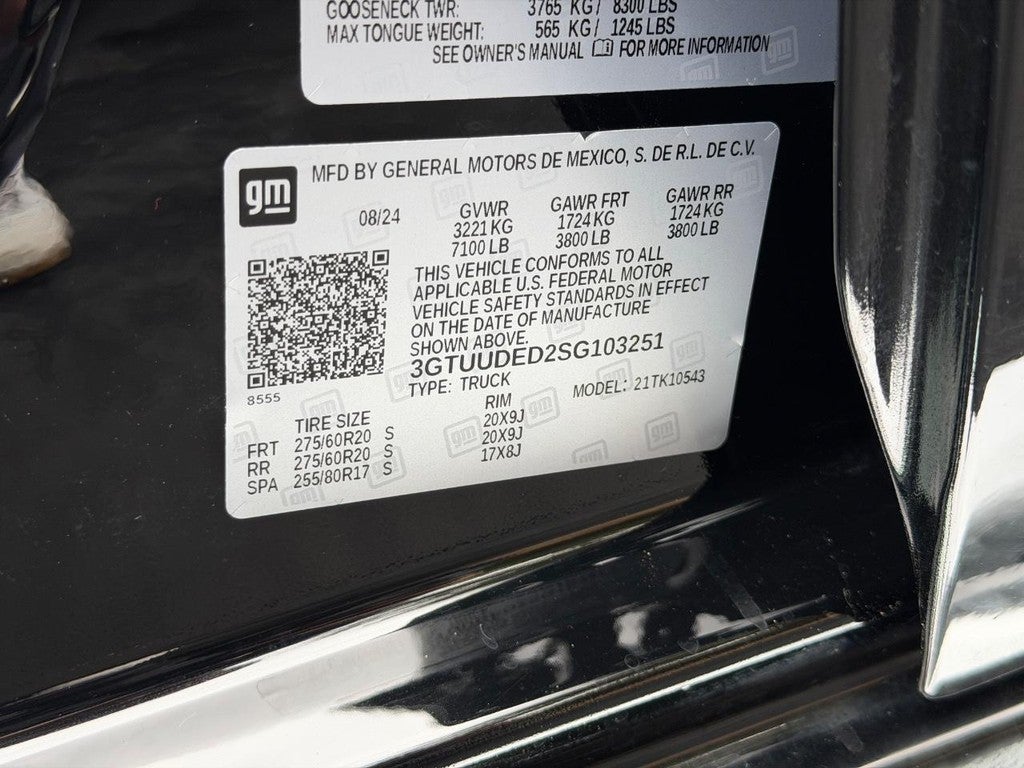 GOOSENECK TWR: 3765 KG/ 8300 LBS
MAX TONGUE WEIGHT: 565 KG/ 1245 LBS
SEE OWNER'S MANUAL FOR MORE INFORMATION
gm
MFD BY GENERAL MOTORS DE MEXICO, S. DE R.L. DE C.V.
08/24
GVWR GAWR FRT GAWR RR
3221 KG 1724 KG 1724 KG
7100 LB 3800 LB 3800 LB
THIS VEHICLE CONFORMS TO ALL
APPLICABLE U.S. FEDERAL MOTOR
VEHICLE SAFETY STANDARDS IN EFFECT
ON THE DATE OF MANUFACTURE
SHOWN ABOVE.
3GTUUDED2SG103251
TYPE: TRUCK MODEL: 21TK10543
8555
TIRE SIZE RIM
FRT 275/60R20 S 20X9J
RR 275/60R20 S 20X9J
SPA 255/80R17 S 17X8J